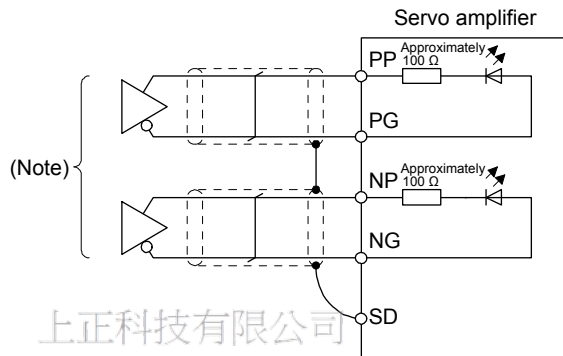 Servo amplifier
PP
Approximately
100 Ω
PG
(Note)
NP
Approximately
100 Ω
NG
SD
上正科技有限公司